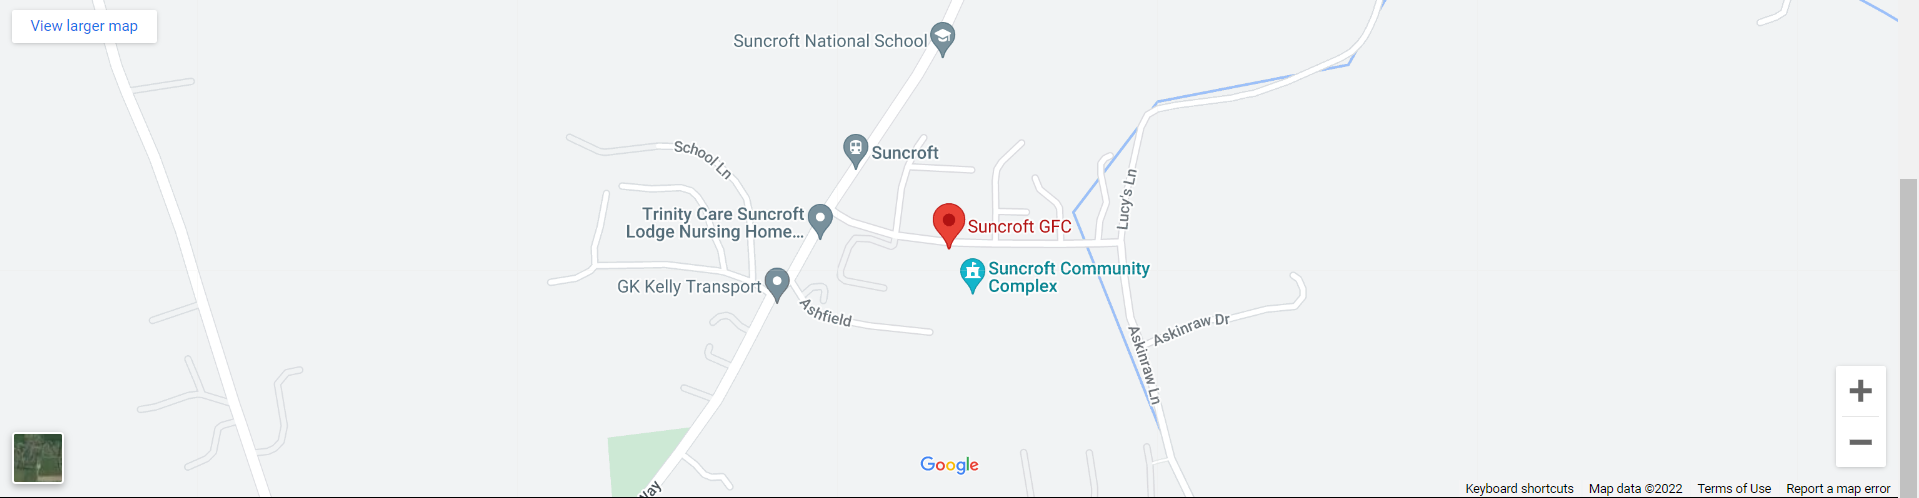 View larger map
Suncroft National School
School Ln
Suncroft
Trinity Care Suncroft
Lodge Nursing Home...
Suncroft GFC
Lucy's Ln
Suncroft Community
Complex
GK Kelly Transport
Ashfield
Askinraw Dr
Askinraw Ln
Way
Google
Keyboard shortcuts
Map data ©2022
Terms of Use
Report a map error